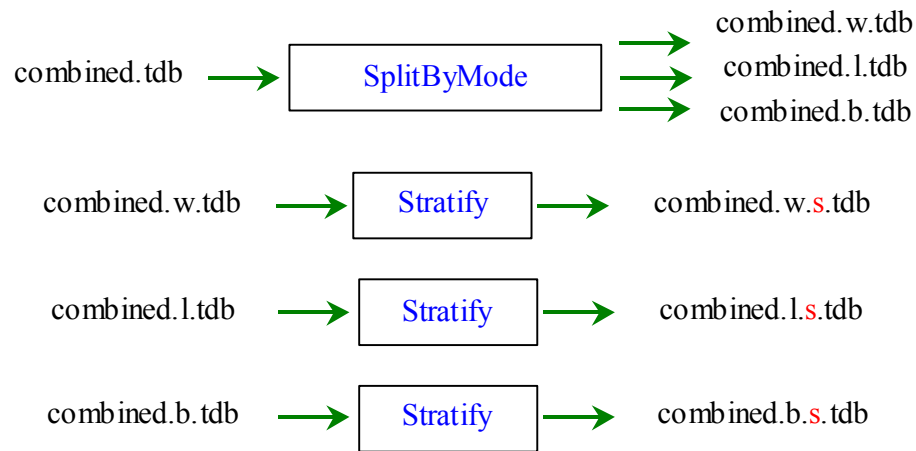 combined.w.tdb
combined.tdb SplitByMode combined.l.tdb
combined.b.tdb
combined.w.tdb Stratify combined.w.s.tdb
combined.l.tdb Stratify combined.l.s.tdb
combined.b.tdb Stratify combined.b.s.tdb